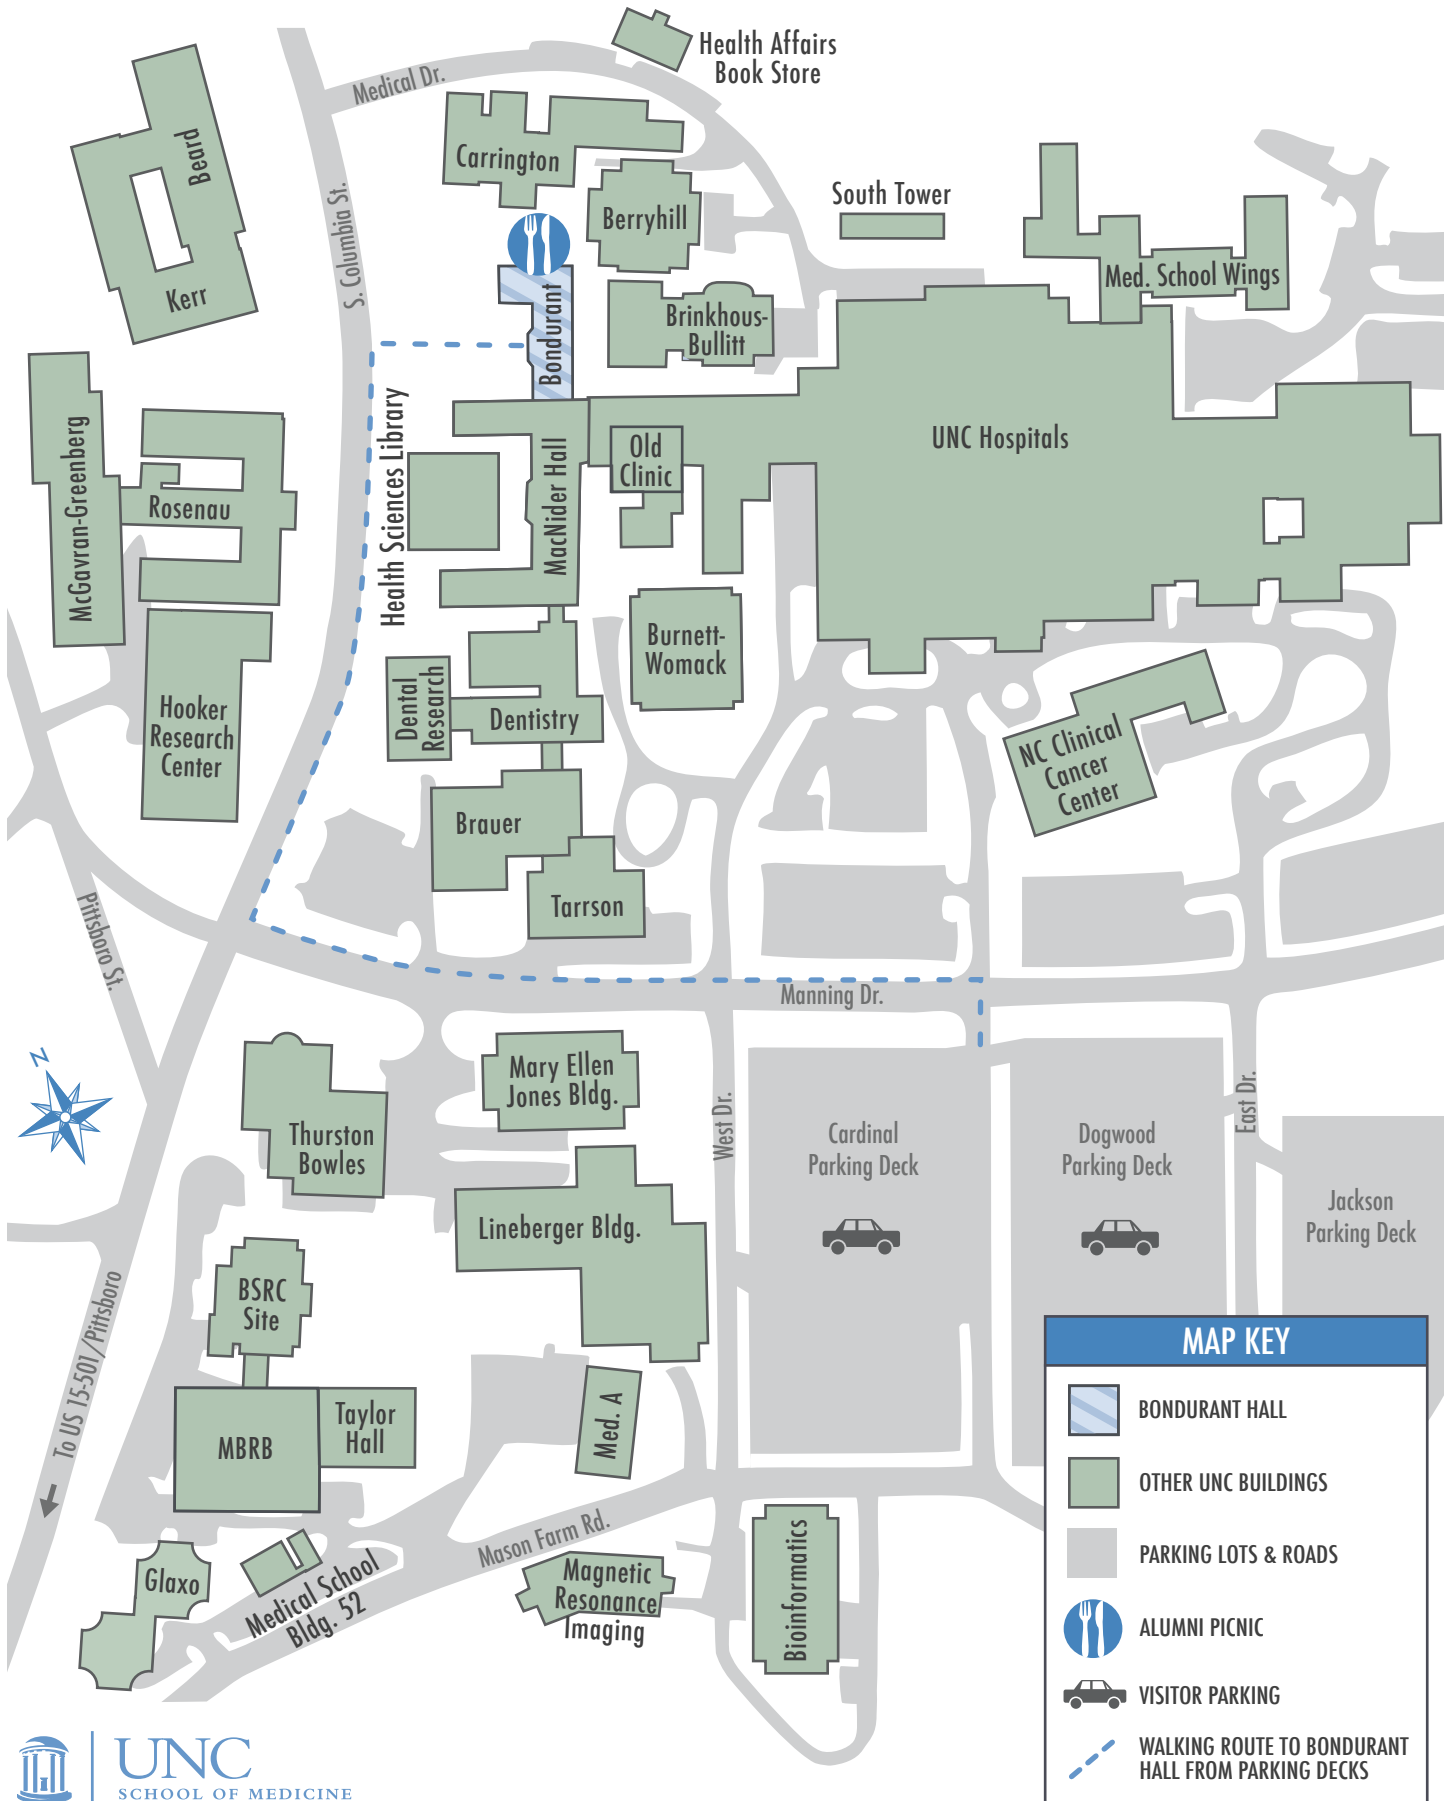 Health Affairs
Book Store
Medical Dr.
Beard
Carrington
South Tower
Berryhill
S. Columbia St.
Med. School Wings
Kerr
Brinkhous-
Bullitt
Bondurant
UNC Hospitals
Old
Clinic
Health Sciences Library
MacNider Hall
McGavran-Greenberg
Rosenau
Burnett-
Womack
Dental
Research
Dentistry
Hooker
Research
Center
NC Clinical
Cancer
Center
Brauer
Tarrson
Pittsboro St.
Manning Dr.
N
Mary Ellen
Jones Bldg.
West Dr.
East Dr.
Thurston
Bowles
Cardinal
Parking Deck
Dogwood
Parking Deck
Jackson
Parking Deck
Lineberger Bldg.
BSRC
Site
To US 15-501/Pittsboro
Taylor
Hall
MBRB
Med. A
Mason Farm Rd.
Glaxo
Medical School
Bldg. 52
Magnetic
Resonance
Imaging
Bioinformatics
MAP KEY
BONDURANT HALL
OTHER UNC BUILDINGS
PARKING LOTS & ROADS
ALUMNI PICNIC
VISITOR PARKING
WALKING ROUTE TO BONDURANT
HALL FROM PARKING DECKS
UNC
SCHOOL OF MEDICINE